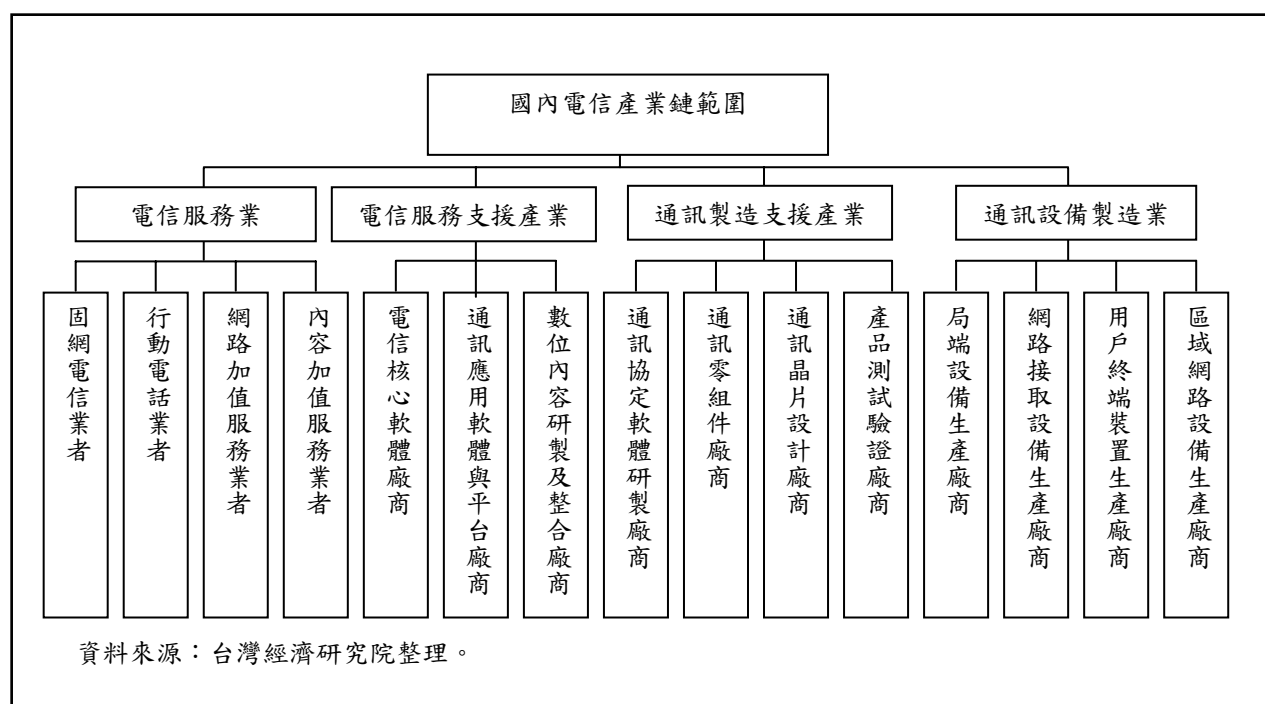 國內電信產業鏈範圍
電信服務業
電信服務支援產業
通訊製造支援產業
通訊設備製造業
固網電信業者
行動電話業者
網路加值服務業者
內容加值服務業者
電信核心軟體廠商
通訊應用軟體與平台廠商
數位內容研製及整合廠商
通訊協定軟體研製廠商
通訊零組件廠商
通訊晶片設計廠商
產品測試驗證廠商
局端設備生產廠商
網路接取設備生產廠商
用戶終端裝置生產廠商
區域網路設備生產廠商
資料來源：台灣經濟研究院整理。